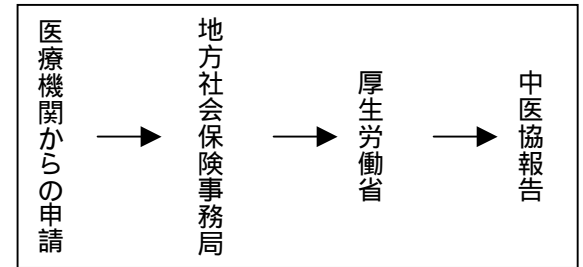 医療機関からの申請
地方社会保険事務局
厚生労働省
中医協報告